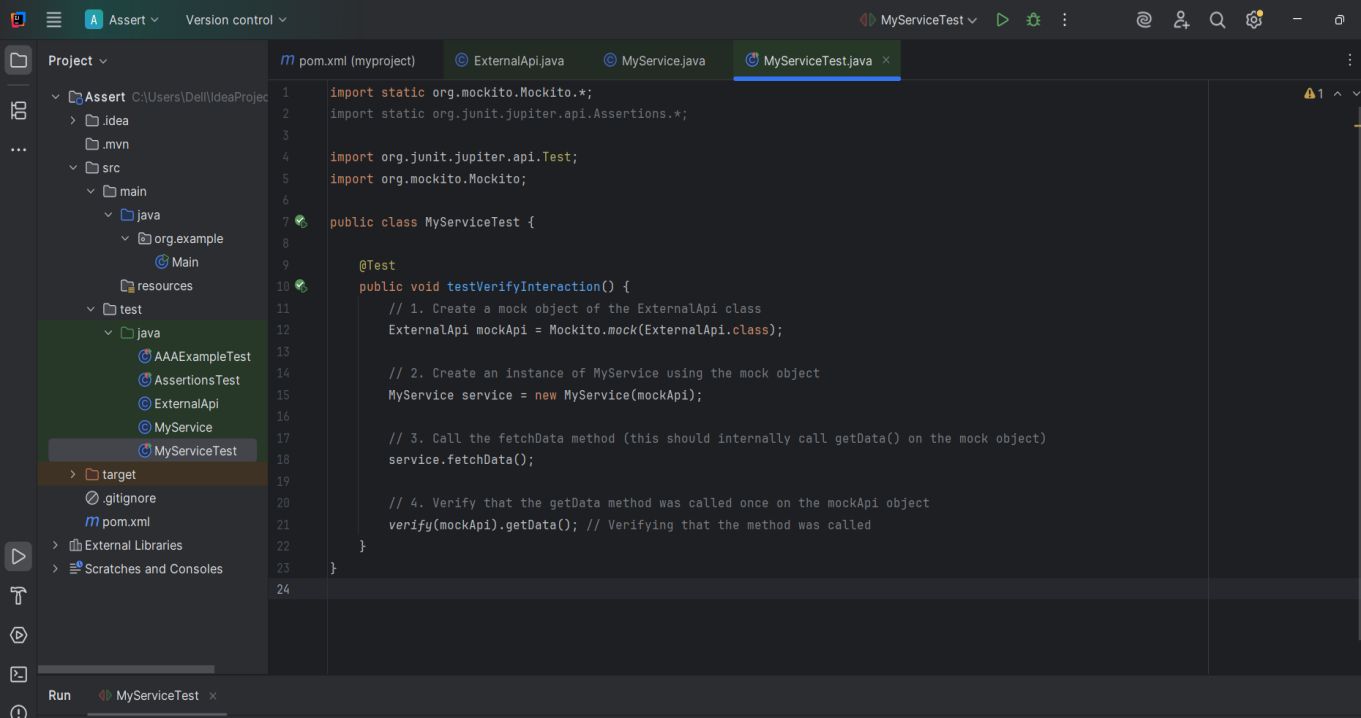 A Assert Version control MyServiceTest
Project
pom.xml (myproject) ExternalApi.java MyService.java MyServiceTest.java
Assert C:\Users\Dell\IdeaProjec
.idea
.mvn
src
main
java
org.example
Main
resources
test
java
AAAExampleTest
AssertionsTest
ExternalApi
MyService
MyServiceTest
target
.gitignore
pom.xml
External Libraries
Scratches and Consoles
1 import static org.mockito.Mockito.*;
2 import static org.junit.jupiter.api.Assertions.*;
3
4 import org.junit.jupiter.api.Test;
5 import org.mockito.Mockito;
6
7 public class MyServiceTest {
8
9 @Test
10 public void testVerifyInteraction() {
11 // 1. Create a mock object of the ExternalApi class
12 ExternalApi mockApi = Mockito.mock(ExternalApi.class);
13
14 // 2. Create an instance of MyService using the mock object
15 MyService service = new MyService(mockApi);
16
17 // 3. Call the fetchData method (this should internally call getData() on the mock object)
18 service.fetchData();
19
20 // 4. Verify that the getData method was called once on the mockApi object
21 verify(mockApi).getData(); // Verifying that the method was called
22 }
23 }
24
1
Run MyServiceTest